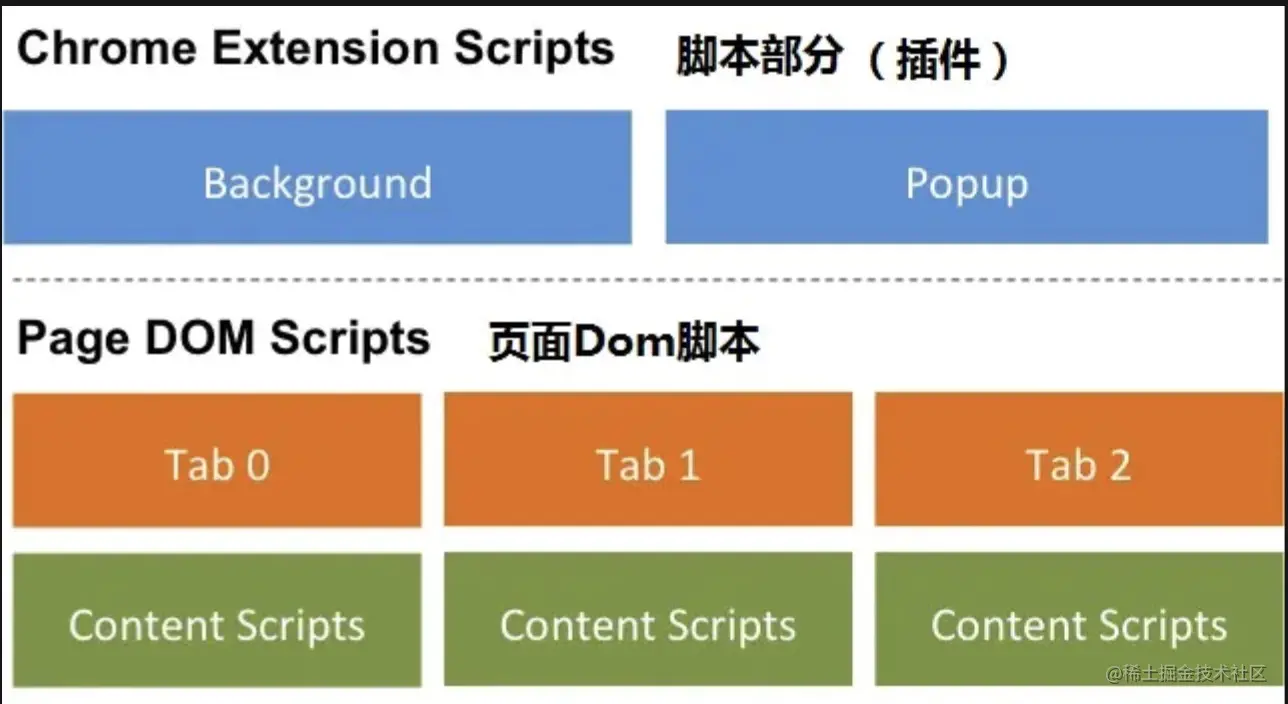 Chrome Extension Scripts 脚本部分（插件）
Background Popup
Page DOM Scripts 页面Dom脚本
Tab 0 Tab 1 Tab 2
Content Scripts Content Scripts Content Scripts
@稀土掘金技术社区